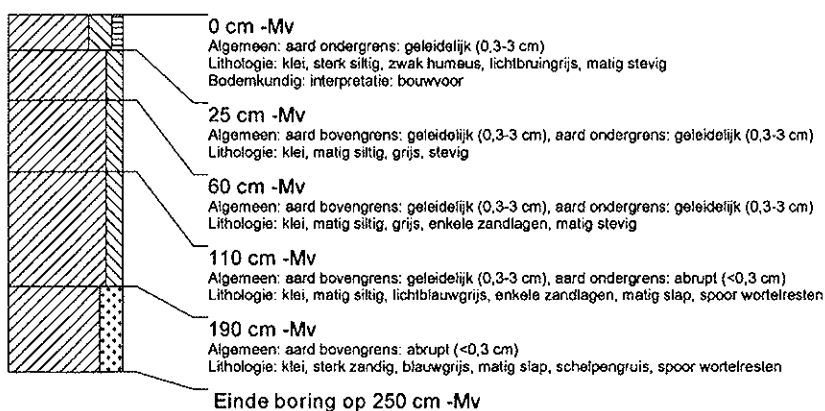 0 cm -Mv
Algemeen: aard ondergrens: geleidelijk (0,3-3 cm)
Lithologie: klei, sterk siltig, zwak humeus, lichtbruingrijs, matig stevig
Bodemkundig: interpretatie: bouwvoor
25 cm -Mv
Algemeen: aard bovengrens: geleidelijk (0,3-3 cm), aard ondergrens: geleidelijk (0,3-3 cm)
Lithologie: klei, matig siltig, grijs, stevig
60 cm -Mv
Algemeen: aard bovengrens: geleidelijk (0,3-3 cm), aard ondergrens: geleidelijk (0,3-3 cm)
Lithologie: klei, matig siltig, grijs, enkele zandlagen, matig stevig
110 cm -Mv
Algemeen: aard bovengrens: geleidelijk (0,3-3 cm), aard ondergrens: abrupt (<0,3 cm)
Lithologie: klei, matig siltig, lichtblauwgrijs, enkele zandlagen, matig slap, spoor wortelresten
190 cm -Mv
Algemeen: aard bovengrens: abrupt (<0,3 cm)
Lithologie: klei, sterk zandig, blauwgrijs, matig slap, schelpengruis, spoor wortelresten
Einde boring op 250 cm -Mv